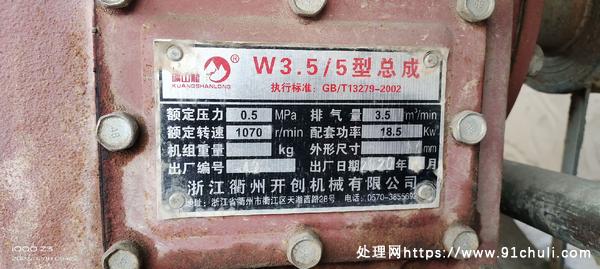 KUANGSHANLONG
®
W3.5/5型总成
执行标准: GB/T13279-2002
额定压力 0.5 MPa 排气量 3.5 m³/min
额定转速 1070 r/min 配套功率 18.5 Kw
机组重量 kg 外形尺寸 mm
出厂编号 出厂日期 2020年 月
浙江衢州开创机械有限公司
地址: 浙江省衢州市衢江区天湖西路28号 电话: 0570-
处理网https://www.91chuli.com